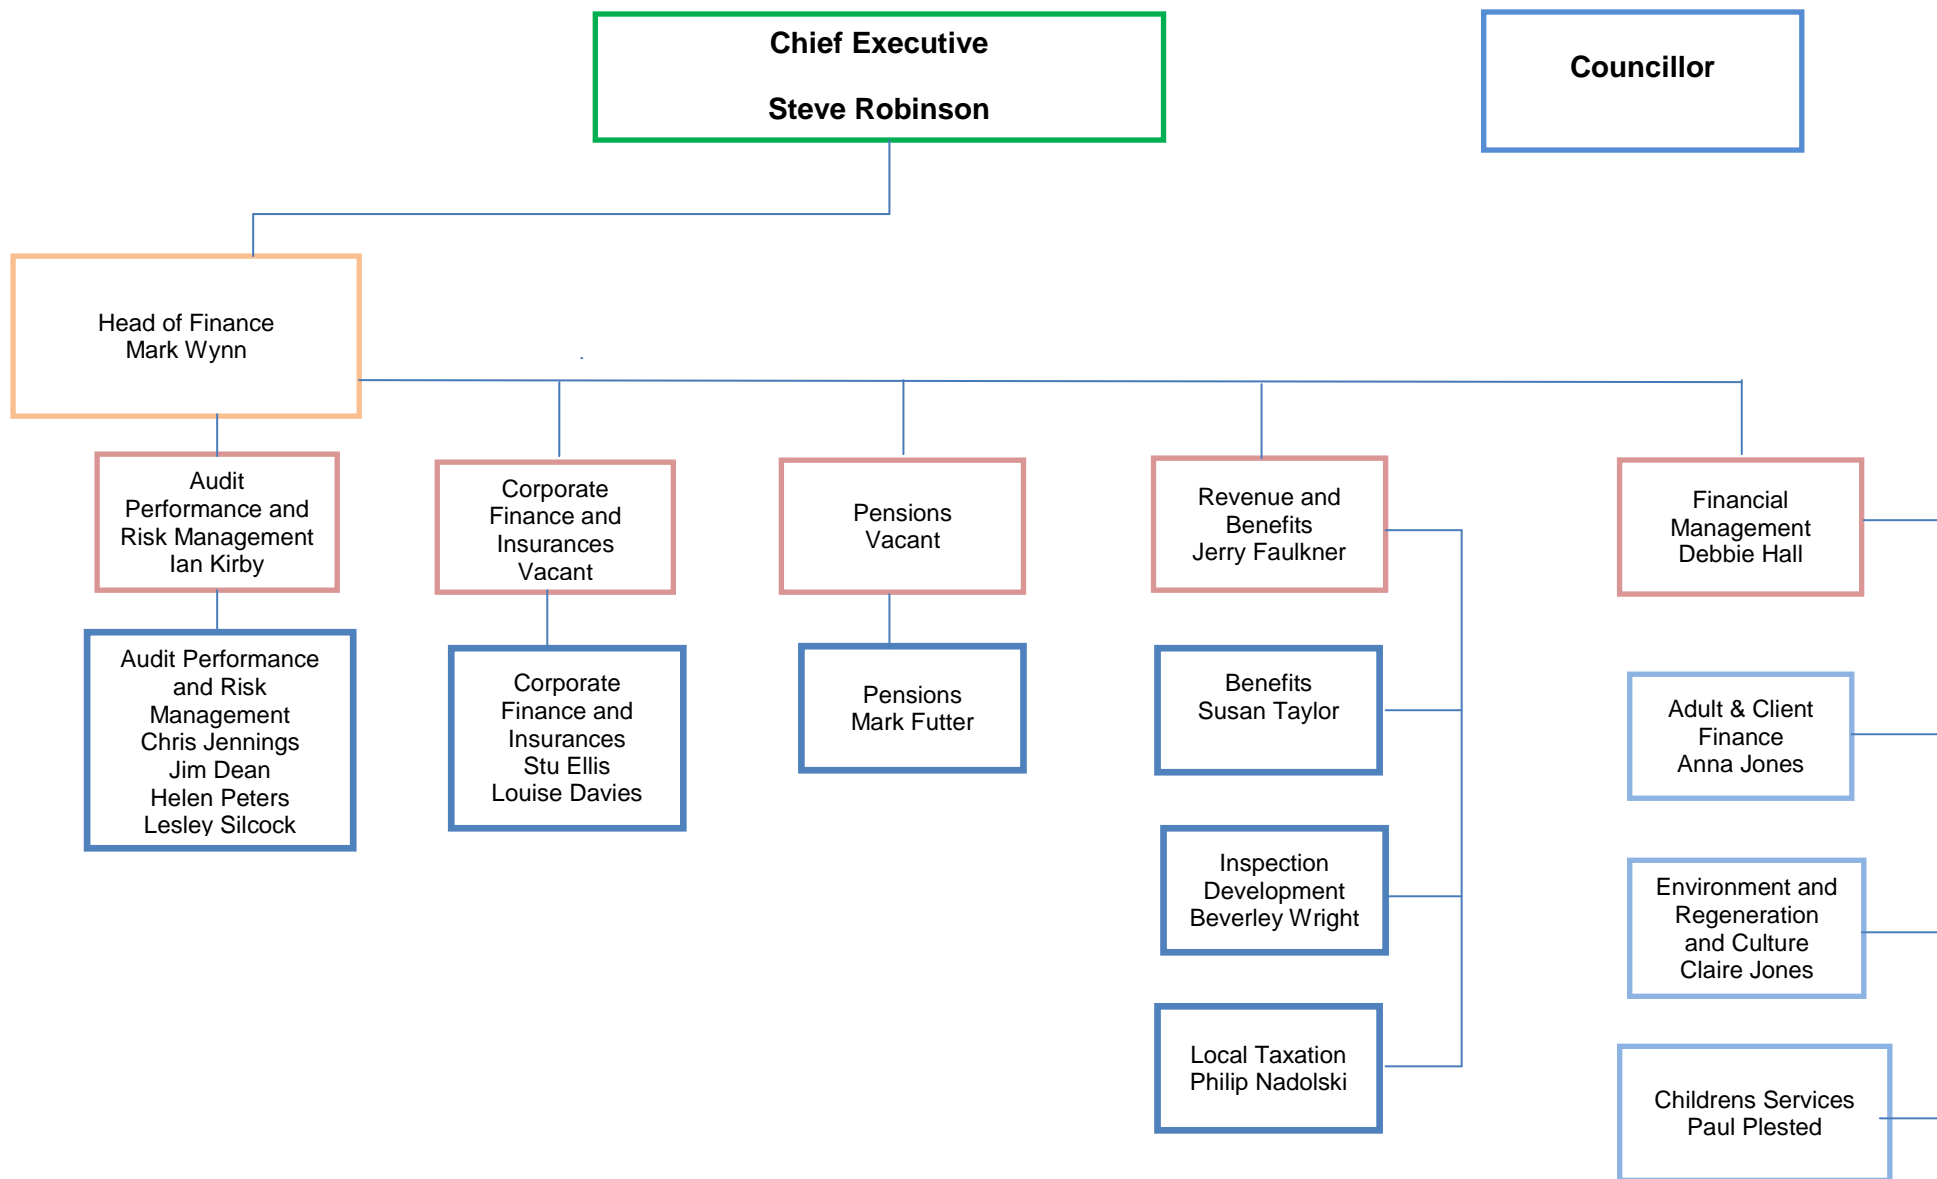 Chief Executive
Steve Robinson
Councillor
Head of Finance
Mark Wynn
Audit
Performance and
Risk Management
Ian Kirby
Corporate
Finance and
Insurances
Vacant
Pensions
Vacant
Revenue and
Benefits
Jerry Faulkner
Financial
Management
Debbie Hall
Audit Performance
and Risk
Management
Chris Jennings
Jim Dean
Helen Peters
Lesley Silcock
Corporate
Finance and
Insurances
Stu Ellis
Louise Davies
Pensions
Mark Futter
Benefits
Susan Taylor
Adult & Client
Finance
Anna Jones
Inspection
Development
Beverley Wright
Environment and
Regeneration
and Culture
Claire Jones
Local Taxation
Philip Nadolski
Childrens Services
Paul Plested